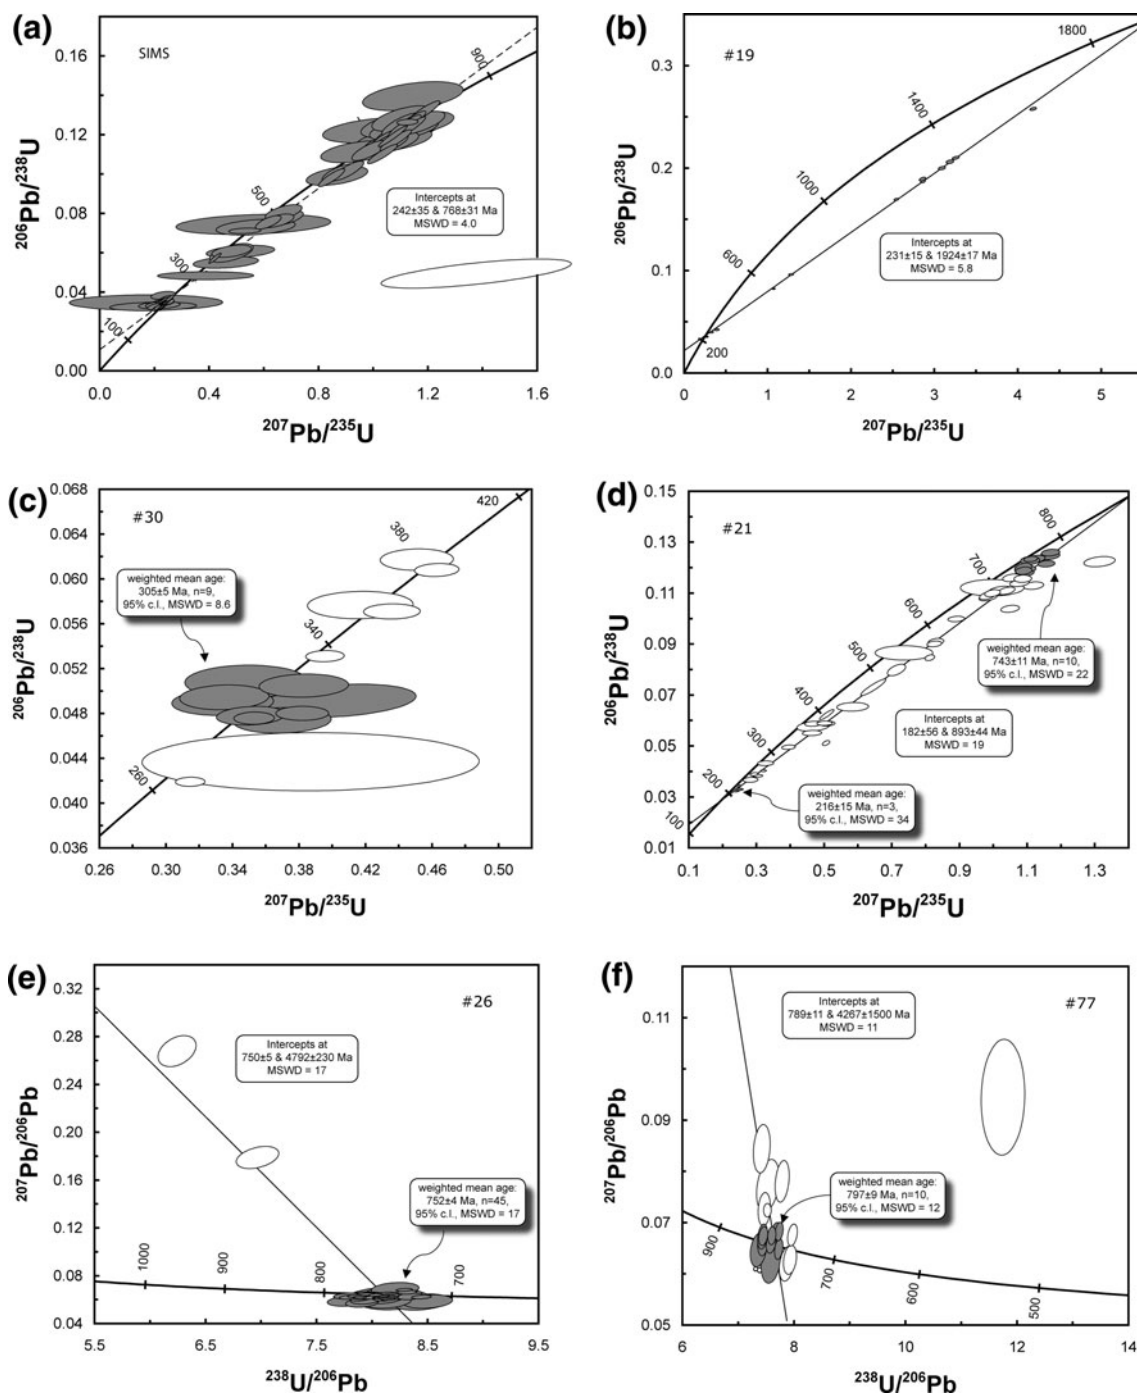 (a)
SIMS
0.16
0.12
0.08
0.04
0.00
206Pb/238U
900
500
300
100
Intercepts at
242±35 & 768±31 Ma
MSWD = 4.0
0.0
0.4
0.8
1.2
1.6
207Pb/235U
(b)
#19
0.3
0.2
0.1
0.0
206Pb/238U
1800
1400
1000
600
200
Intercepts at
231±15 & 1924±17 Ma
MSWD = 5.8
0
1
2
3
4
5
207Pb/235U
(c)
#30
0.068
0.064
0.060
0.056
0.052
0.048
0.044
0.040
0.036
206Pb/238U
420
380
340
260
weighted mean age:
305±5 Ma, n=9,
95% c.l., MSWD = 8.6
0.26
0.30
0.34
0.38
0.42
0.46
0.50
207Pb/235U
(d)
#21
0.15
0.13
0.11
0.09
0.07
0.05
0.03
0.01
206Pb/238U
800
700
600
500
400
300
200
100
weighted mean age:
743±11 Ma, n=10,
95% c.l., MSWD = 22
Intercepts at
182±56 & 893±44 Ma
MSWD = 19
weighted mean age:
216±15 Ma, n=3,
95% c.l., MSWD = 34
0.1
0.3
0.5
0.7
0.9
1.1
1.3
207Pb/235U
(e)
#26
0.32
0.28
0.24
0.20
0.16
0.12
0.08
0.04
207Pb/206Pb
Intercepts at
750±5 & 4792±230 Ma
MSWD = 17
weighted mean age:
752±4 Ma, n=45,
95% c.l., MSWD = 17
1000
900
800
700
5.5
6.5
7.5
8.5
9.5
238U/206Pb
(f)
#77
0.11
0.09
0.07
0.05
207Pb/206Pb
Intercepts at
789±11 & 4267±1500 Ma
MSWD = 11
weighted mean age:
797±9 Ma, n=10,
95% c.l., MSWD = 12
900
700
600
500
6
8
10
12
14
238U/206Pb